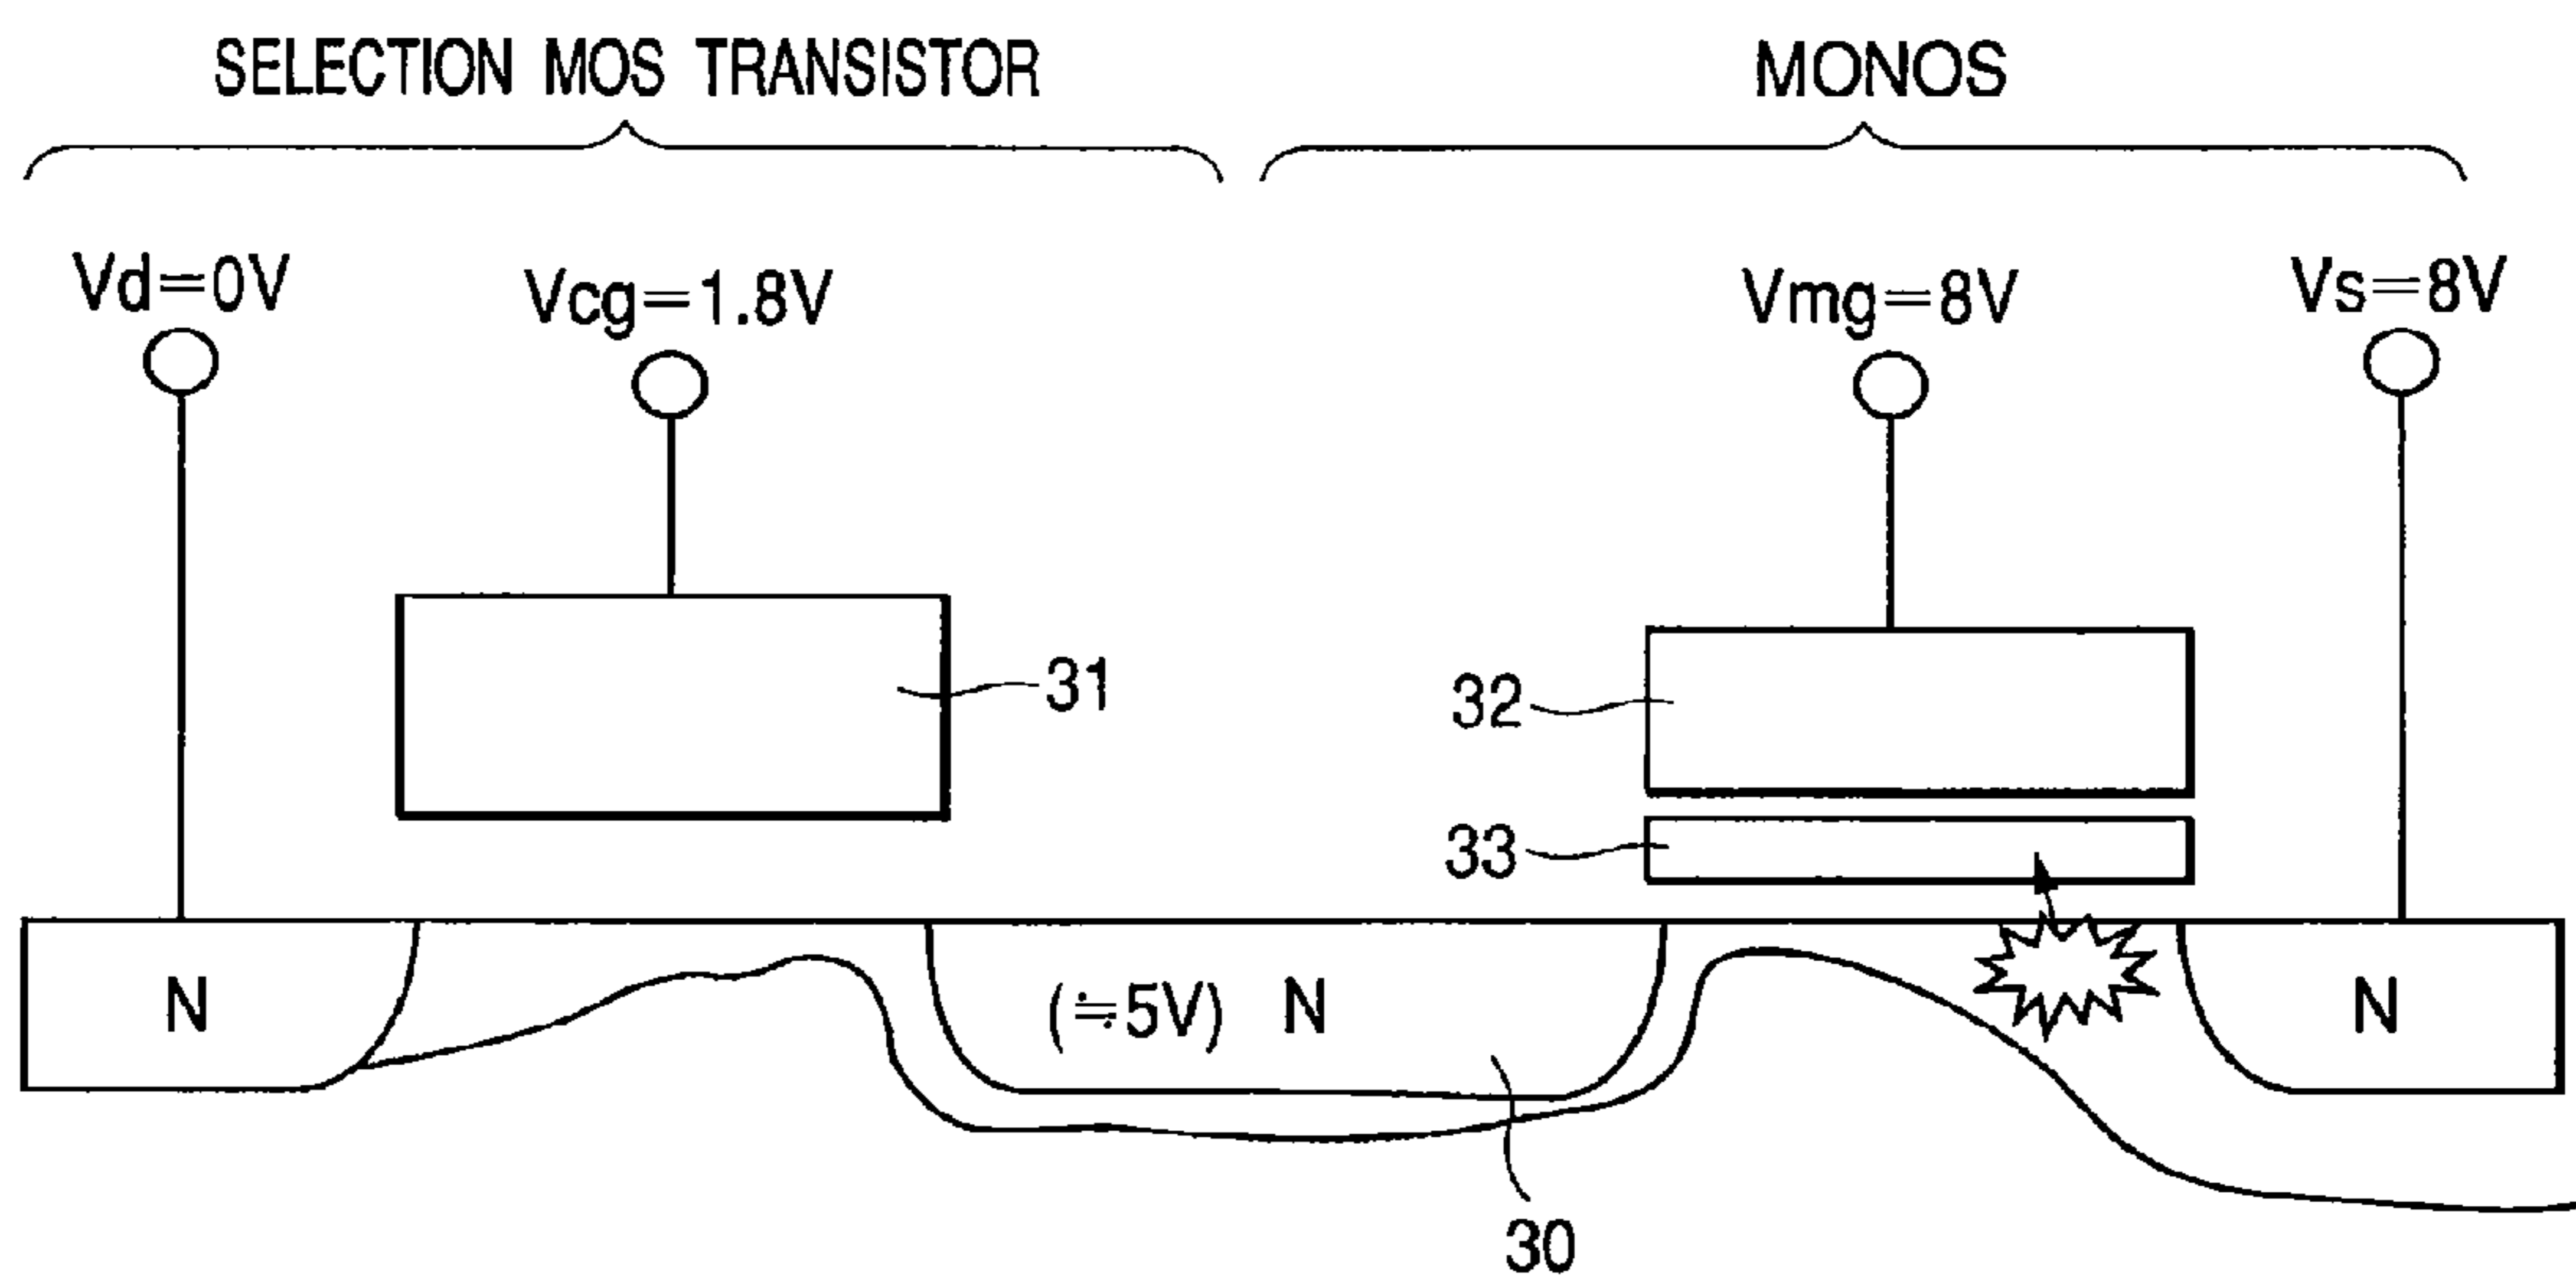 SELECTION MOS TRANSISTOR
MONOS
Vd=0V
Vcg=1.8V
Vmg=8V
Vs=8V
31
32
33
N
(≒5V) N
N
30